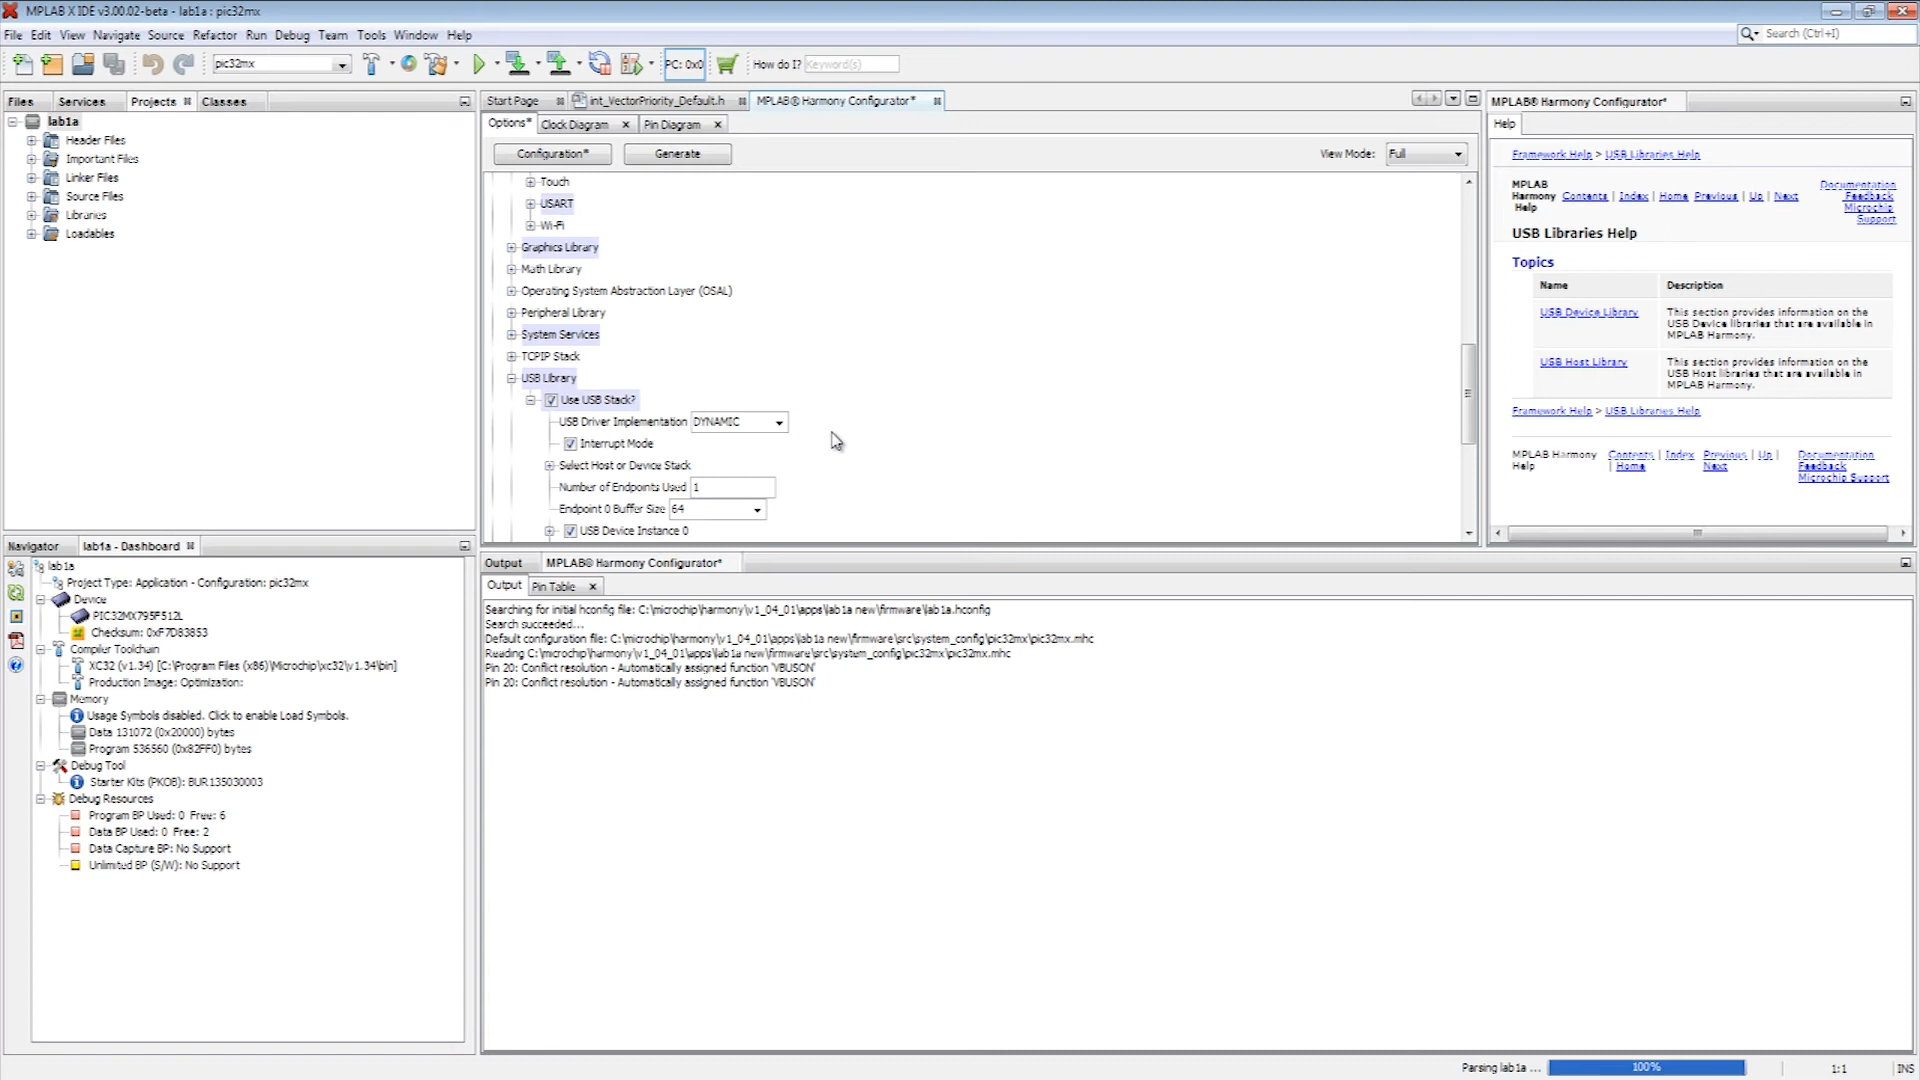 MPLAB X IDE v3.00.02-beta - lab1a : pic32mx
File Edit View Navigate Source Refactor Run Debug Team Tools Window Help
Search (Ctrl+I)
pic32mx
PC: 0x0
How do I? Keyword(s)
Files Services Projects Classes
lab1a
Header Files
Important Files
Linker Files
Source Files
Libraries
Loadables
Start Page int_VectorPriority_Default.h MPLAB® Harmony Configurator*
Options* Clock Diagram Pin Diagram
Configuration* Generate View Mode: Full
Touch
USART
Wi-Fi
Graphics Library
Math Library
Operating System Abstraction Layer (OSAL)
Peripheral Library
System Services
TCPIP Stack
USB Library
Use USB Stack?
USB Driver Implementation DYNAMIC
Interrupt Mode
Select Host or Device Stack
Number of Endpoints Used 1
Endpoint 0 Buffer Size 64
USB Device Instance 0
MPLAB® Harmony Configurator*
Help
Framework Help > USB Libraries Help
MPLAB Harmony Help Contents | Index | Home Previous | Up | Next Documentation Feedback Microchip Support
USB Libraries Help
Topics
Name Description
USB Device Library This section provides information on the USB Device libraries that are available in MPLAB Harmony.
USB Host Library This section provides information on the USB Host libraries that are available in MPLAB Harmony.
Framework Help > USB Libraries Help
MPLAB Harmony Help Contents | Index | Home Previous | Up | Next Documentation Feedback Microchip Support
Navigator lab1a - Dashboard
lab1a
Project Type: Application - Configuration: pic32mx
Device
PIC32MX795F512L
Checksum: 0xF7D83853
Compiler Toolchain
XC32 (v1.34) [C:\Program Files (x86)\Microchip\xc32\v1.34\bin]
Production Image: Optimization:
Memory
Usage Symbols disabled. Click to enable Load Symbols.
Data 131072 (0x20000) bytes
Program 536560 (0x82FF0) bytes
Debug Tool
Starter Kits (PKOB): BUR135030003
Debug Resources
Program BP Used: 0 Free: 6
Data BP Used: 0 Free: 2
Data Capture BP: No Support
Unlimited BP (S/W): No Support
Output MPLAB® Harmony Configurator*
Output Pin Table
Searching for initial hconfig file: C:\microchip\harmony\v1_04_01\apps\lab1a new\firmware\lab1a.hconfig
Search succeeded...
Default configuration file: C:\microchip\harmony\v1_04_01\apps\lab1a new\firmware\src\system_config\pic32mx\pic32mx.mhc
Reading C:\microchip\harmony\v1_04_01\apps\lab1a new\firmware\src\system_config\pic32mx\pic32mx.mhc
Pin 20: Conflict resolution - Automatically assigned function 'VBUSON'
Pin 20: Conflict resolution - Automatically assigned function 'VBUSON'
Parsing lab1a ... 100% 1:1 INS